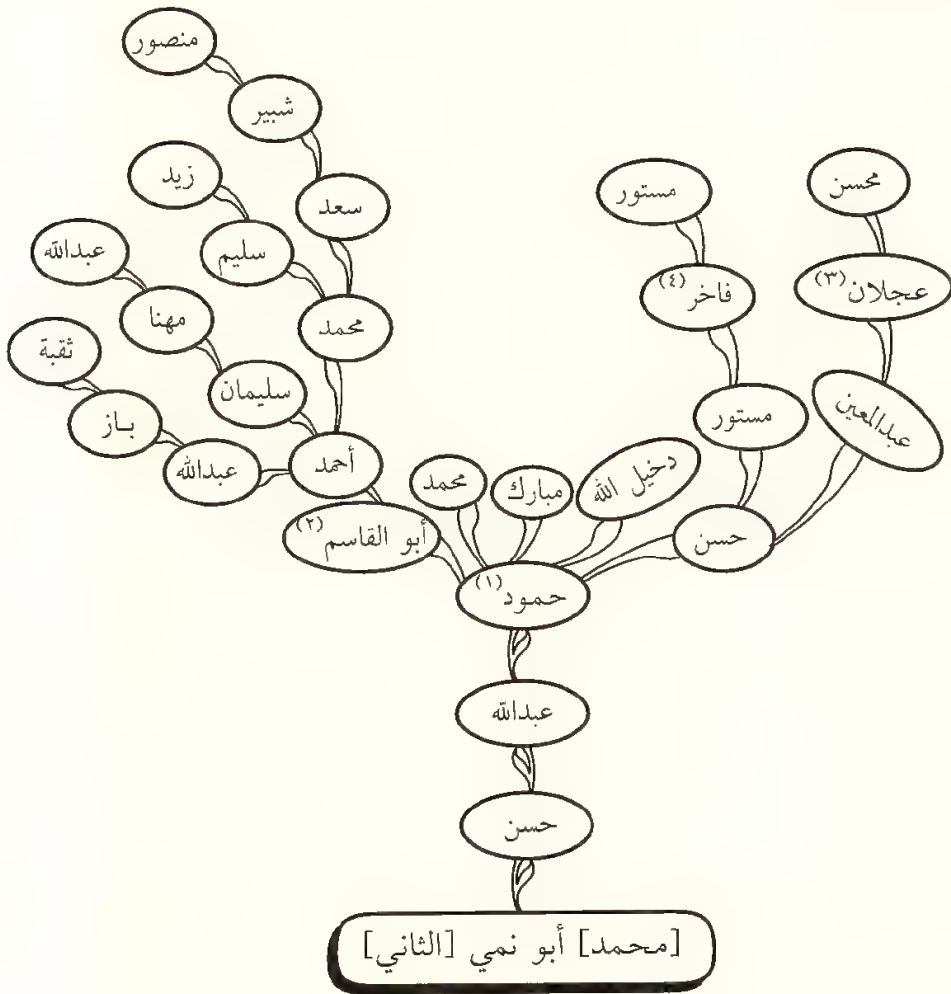 منصور
شبير
سعد
محمد
زيد
سليم
عبدالله
مهنا
سليمان
ثقبة
باز
عبدالله
أحمد
أبو القاسم (٢)
محمد
مبارك
دخيل الله
مستور
فاخر (٤)
مستور
محسن
عجلان (٣)
عبدالمعين
حسن
حمود (١)
عبدالله
حسن
[محمد] أبو نمي [الثاني]